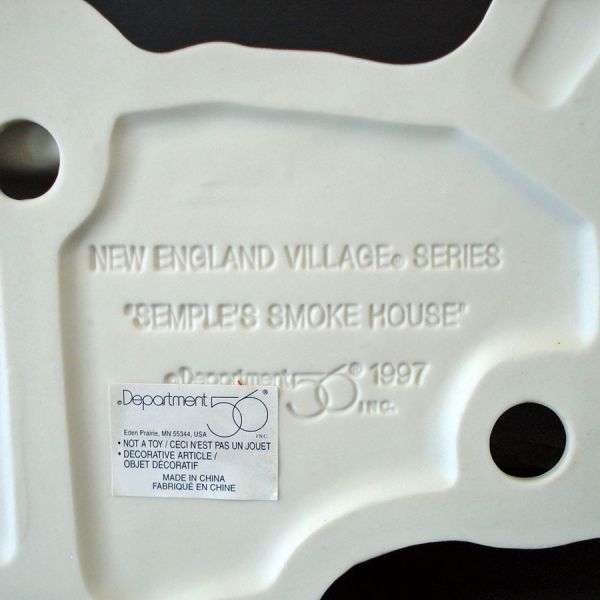 NEW ENGLAND VILLAGE® SERIES
"SEMPLE'S SMOKE HOUSE"
©Department 56® 1997
INC.
©Department 56®
INC
Eden Prairie, MN 55344, USA
• NOT A TOY / CECI N'EST PAS UN JOUET
• DECORATIVE ARTICLE /
OBJET DÉCORATIF
MADE IN CHINA
FABRIQUÉ EN CHINE